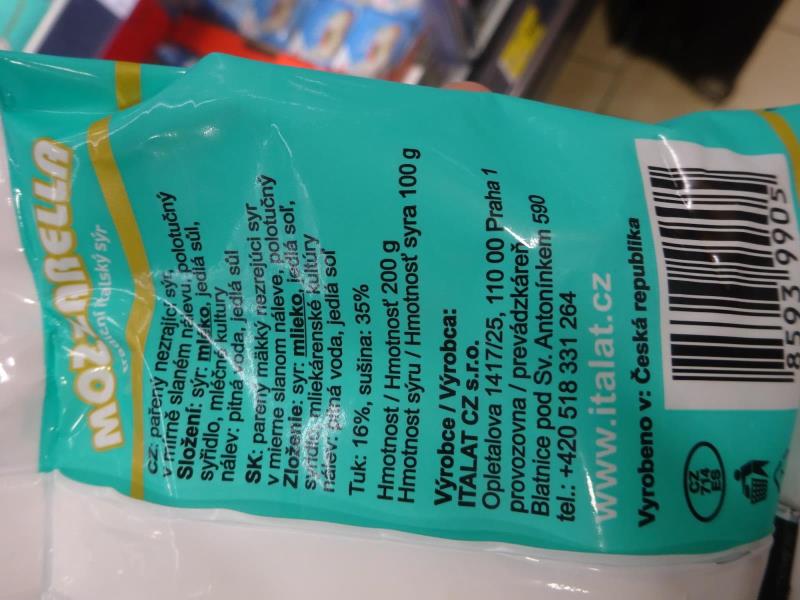 MOZZARELLA
tradiční italský sýr
CZ: pařený nezrající sýr
v mírně slaném nálevu, polotučný
Složení: sýr: mléko, jedlá sůl,
syřidlo, mléčné kultury
nálev: pitná voda, jedlá sůl
SK: parený mäkký nezrejúci syr
v mierne slanom náleve, polotučný
Zloženie: syr: mlieko, jedlá soľ,
syridlo, mliekárenské kultúry
nálev: pitná voda, jedlá soľ
Tuk: 16%, sušina: 35%
Hmotnost / Hmotnosť 200 g
Hmotnost sýru / Hmotnosť syra 100 g
Výrobce / Výrobca:
ITALAT CZ s.r.o.
Opletalova 1417/25, 110 00 Praha 1
provozovna / prevádzkáreň
Blatnice pod Sv. Antonínkem 590
tel.: +420 518 331 264
www.italat.cz
Vyrobeno v: Česká republika
CZ
714
ES
8593 9905